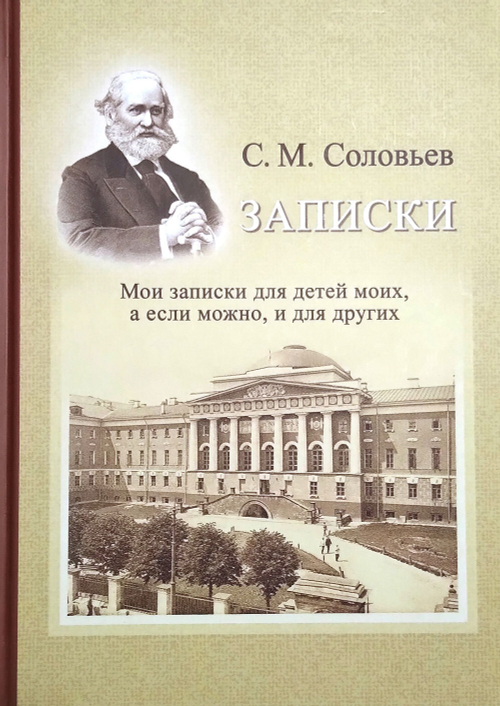 С. М. Соловьев
ЗАПИСКИ
Мои записки для детей моих,
а если можно, и для других